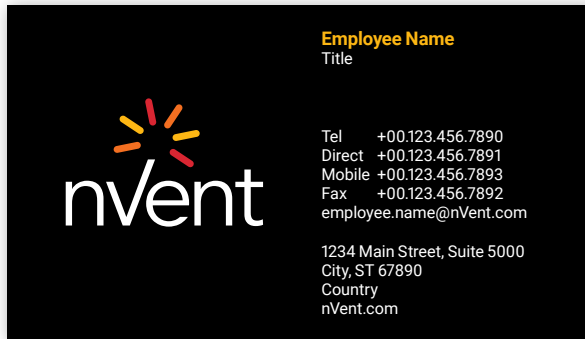 nVent
Employee Name
Title
Tel +00.123.456.7890
Direct +00.123.456.7891
Mobile +00.123.456.7893
Fax +00.123.456.7892
employee.name@nVent.com
1234 Main Street, Suite 5000
City, ST 67890
Country
nVent.com